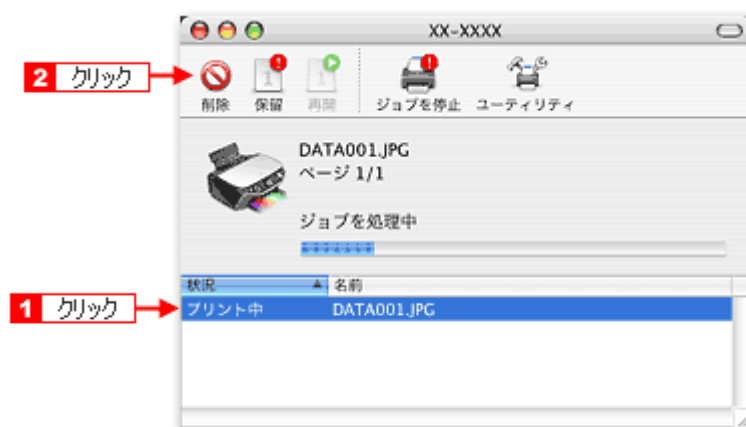 XX-XXXX
2 クリック
削除 保留 再開 ジョブを停止 ユーティリティ
DATA001.JPG
ページ 1/1
ジョブを処理中
状況 名前
1 クリック
プリント中 DATA001.JPG